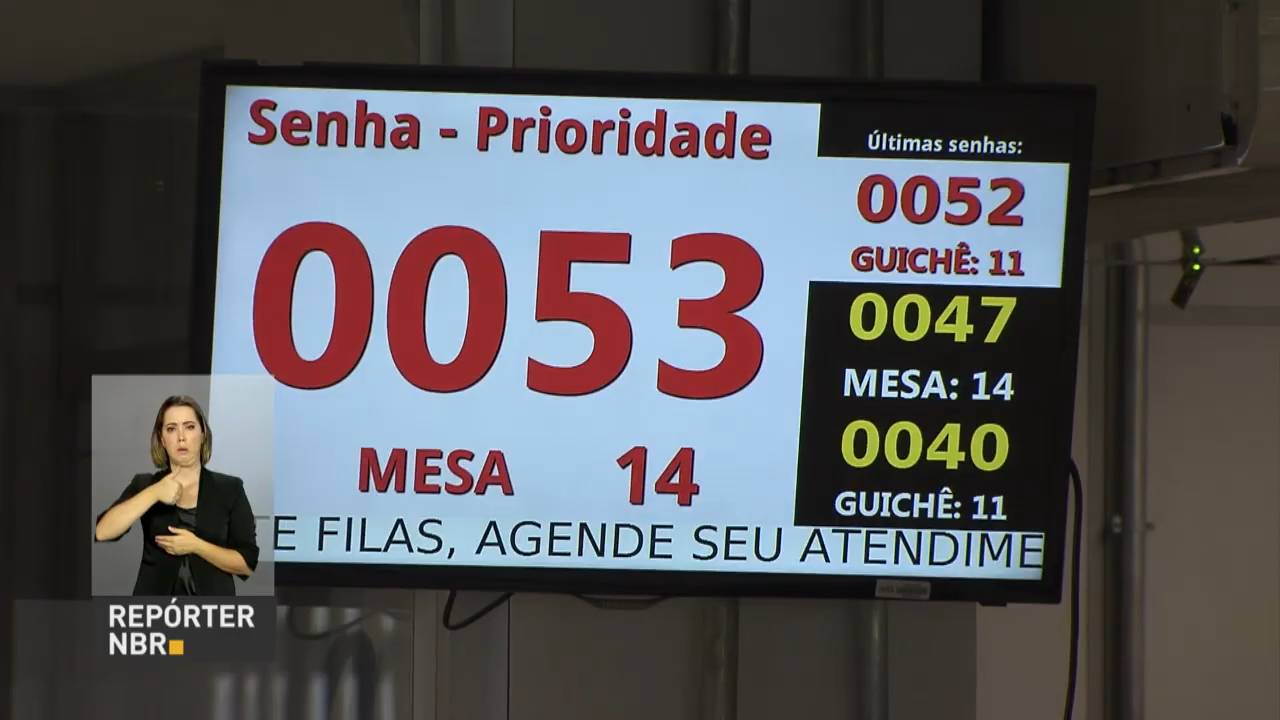 Senha - Prioridade
0053
MESA 14
Últimas senhas:
0052
GUICHÊ: 11
0047
MESA: 14
0040
GUICHÊ: 11
E FILAS, AGENDE SEU ATENDIME
REPÓRTER
NBR